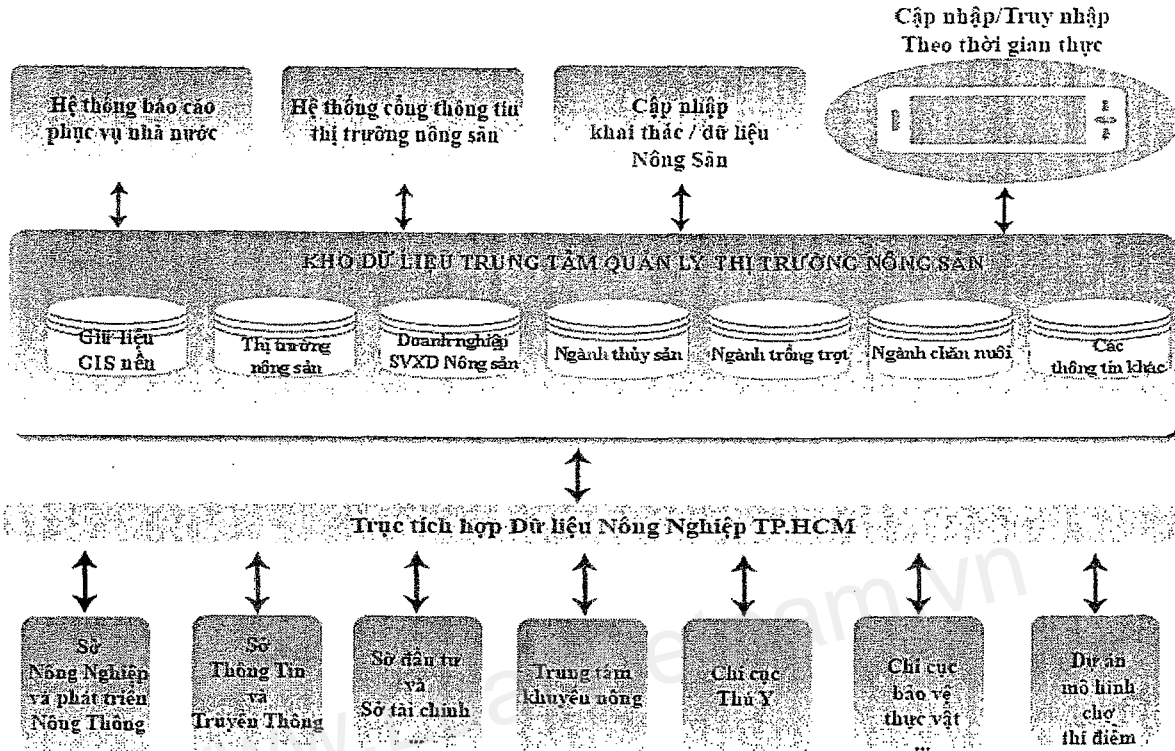 Cập nhập/Truy nhập
Theo thời gian thực
Hệ thống báo cáo
phục vụ nhà nước
Hệ thống cổng thông tin
thị trường nông sản
Cập nhập
khai thác / dữ liệu
Nông Sản
KHO DỮ LIỆU TRUNG TÂM QUẢN LÝ THỊ TRƯỜNG NÔNG SẢN
Giữ liệu
GIS nền
Thị trường
nông sản
Doanh nghiệp
SVXD Nông sản
Ngành thủy sản
Ngành trồng trọt
Ngành chăn nuôi
Các
thông tin khác
Trục tích hợp Dữ liệu Nông Nghiệp TP.HCM
Sở
Nông Nghiệp
và phát triển
Nông Thông
Sở
Thông Tin
và
Truyền Thông
Sở đầu tư
và
Sở tài chính
...
Trung tâm
khuyến nông
Chi cục
Thú Y
Chi cục
bảo vệ
thực vật
...
Dự án
mô hình
chợ
thí điểm